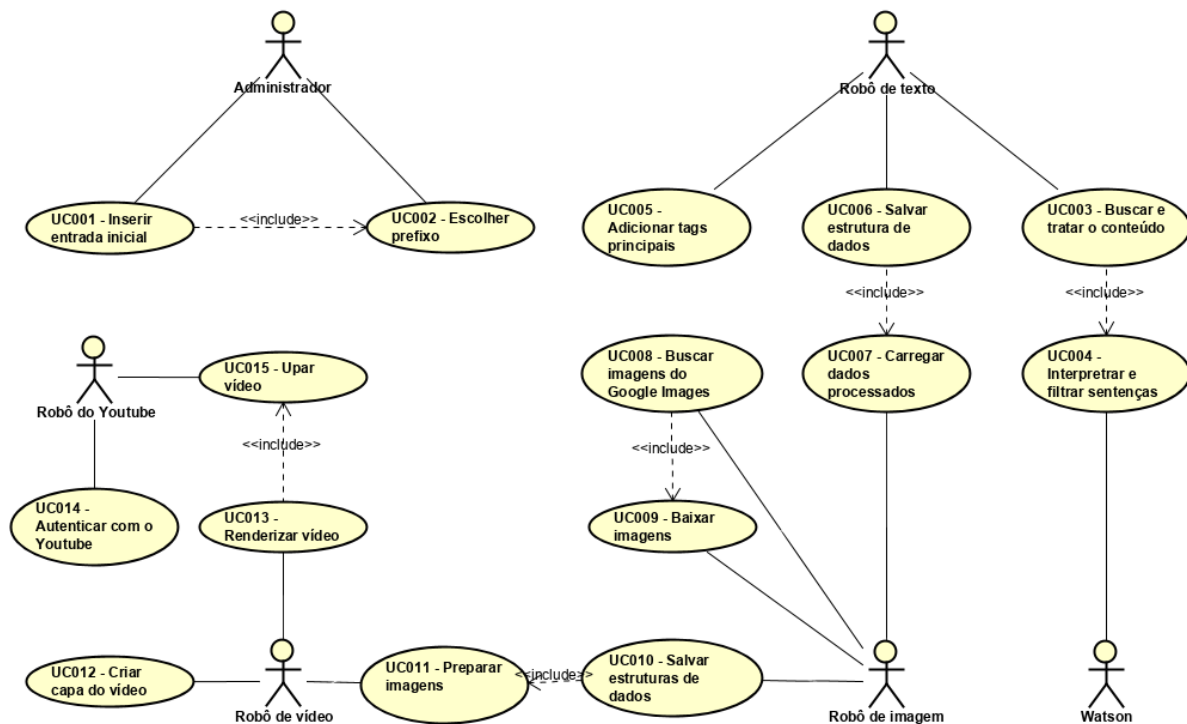 Administrador
Robô de texto
UC001 - Inserir
entrada inicial
<<include>>
UC002 - Escolher
prefixo
UC005 -
Adicionar tags
principais
UC006 - Salvar
estrutura de
dados
UC003 - Buscar e
tratar o conteúdo
<<include>>
<<include>>
Robô do Youtube
UC015 - Upar
vídeo
UC008 - Buscar
imagens do
Google Images
UC007 - Carregar
dados
processados
UC004 -
Interpretrar e
filtrar sentenças
<<include>>
<<include>>
UC014 -
Autenticar com o
Youtube
UC013 -
Renderizar vídeo
UC009 - Baixar
imagens
UC012 - Criar
capa do vídeo
Robô de vídeo
UC011 - Preparar
imagens
<<include>>
UC010 - Salvar
estruturas de
dados
Robô de imagem
Watson